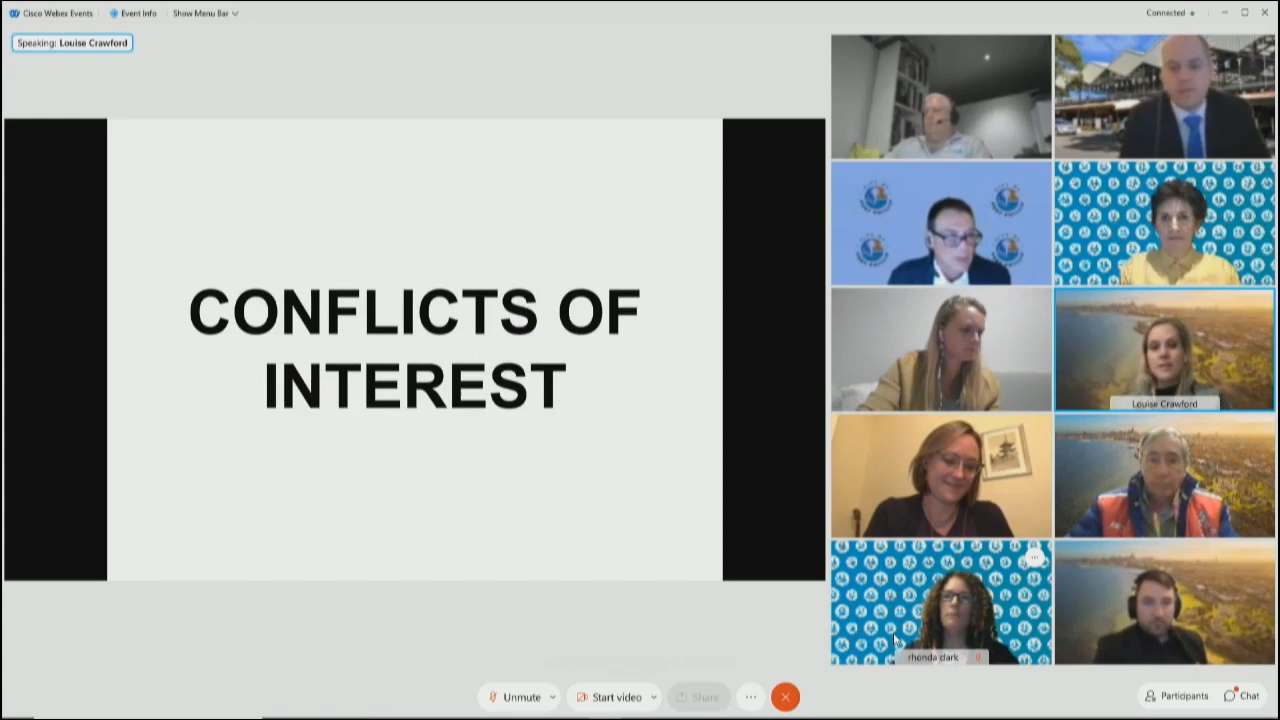 Cisco Webex Events
Event Info
Show Menu Bar
Connected
Speaking: Louise Crawford
CONFLICTS OF
INTEREST
Louise Crawford
rhonda clark
Unmute
Start video
Share
Participants
Chat